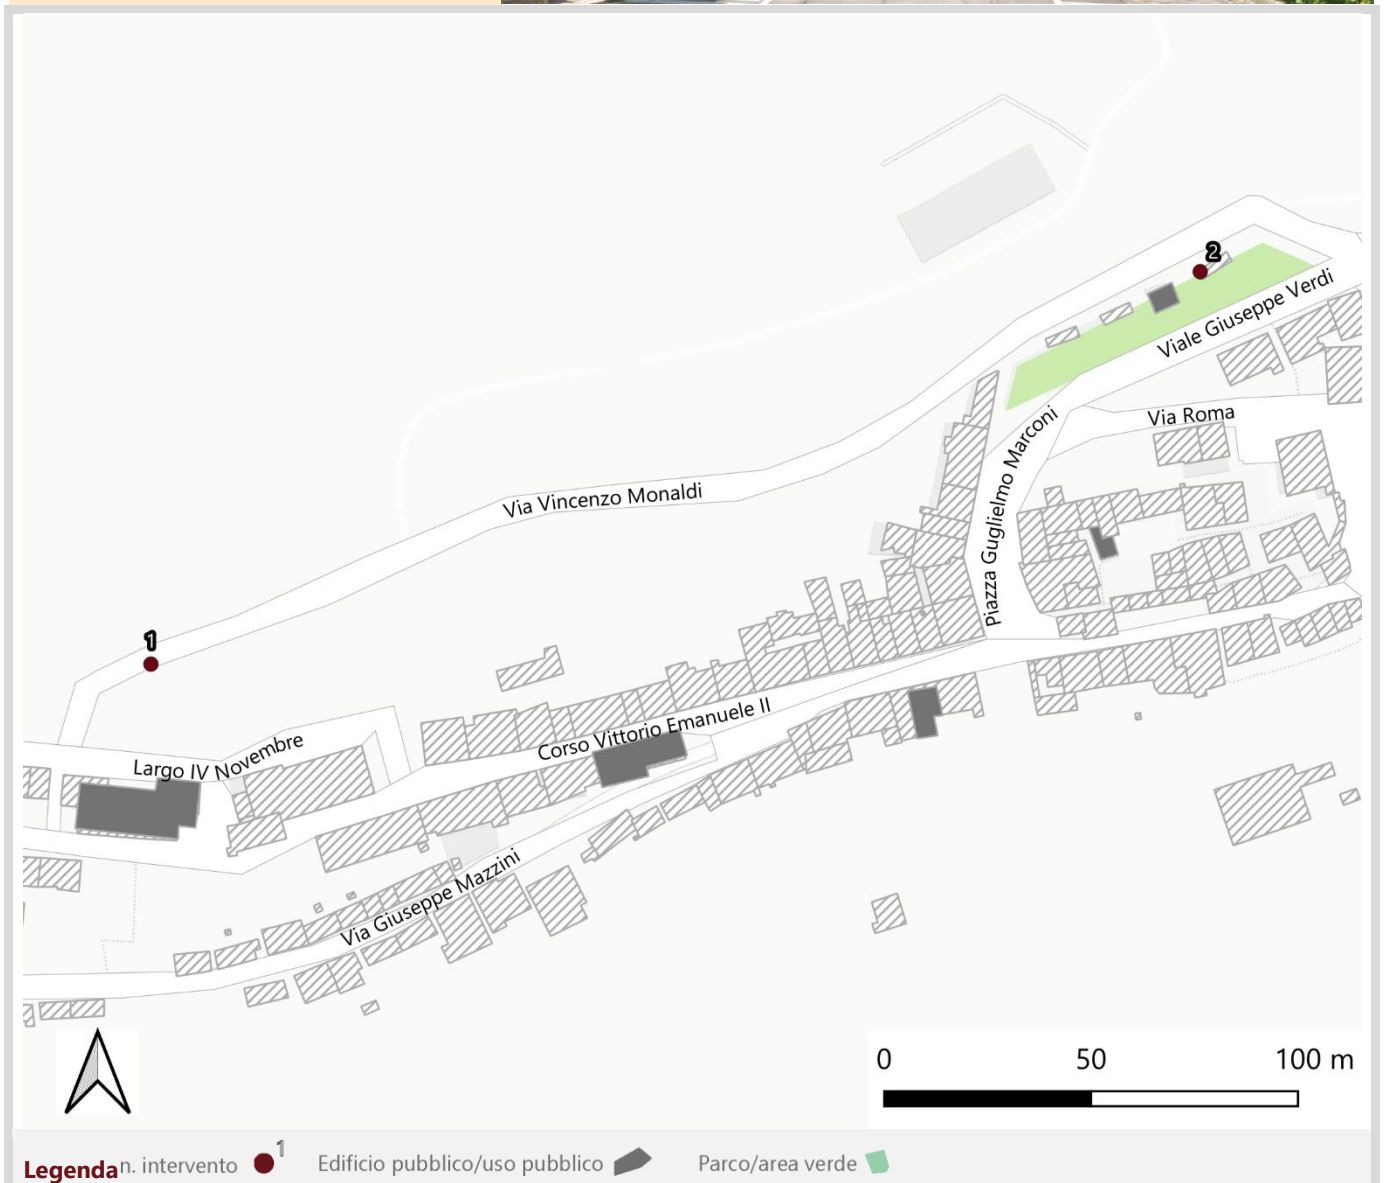 2
Viale Giuseppe Verdi
Via Roma
Piazza Guglielmo Marconi
Via Vincenzo Monaldi
1
Corso Vittorio Emanuele II
Largo IV Novembre
Via Giuseppe Mazzini
0 50 100 m
Legenda n. intervento 1 Edificio pubblico/uso pubblico Parco/area verde